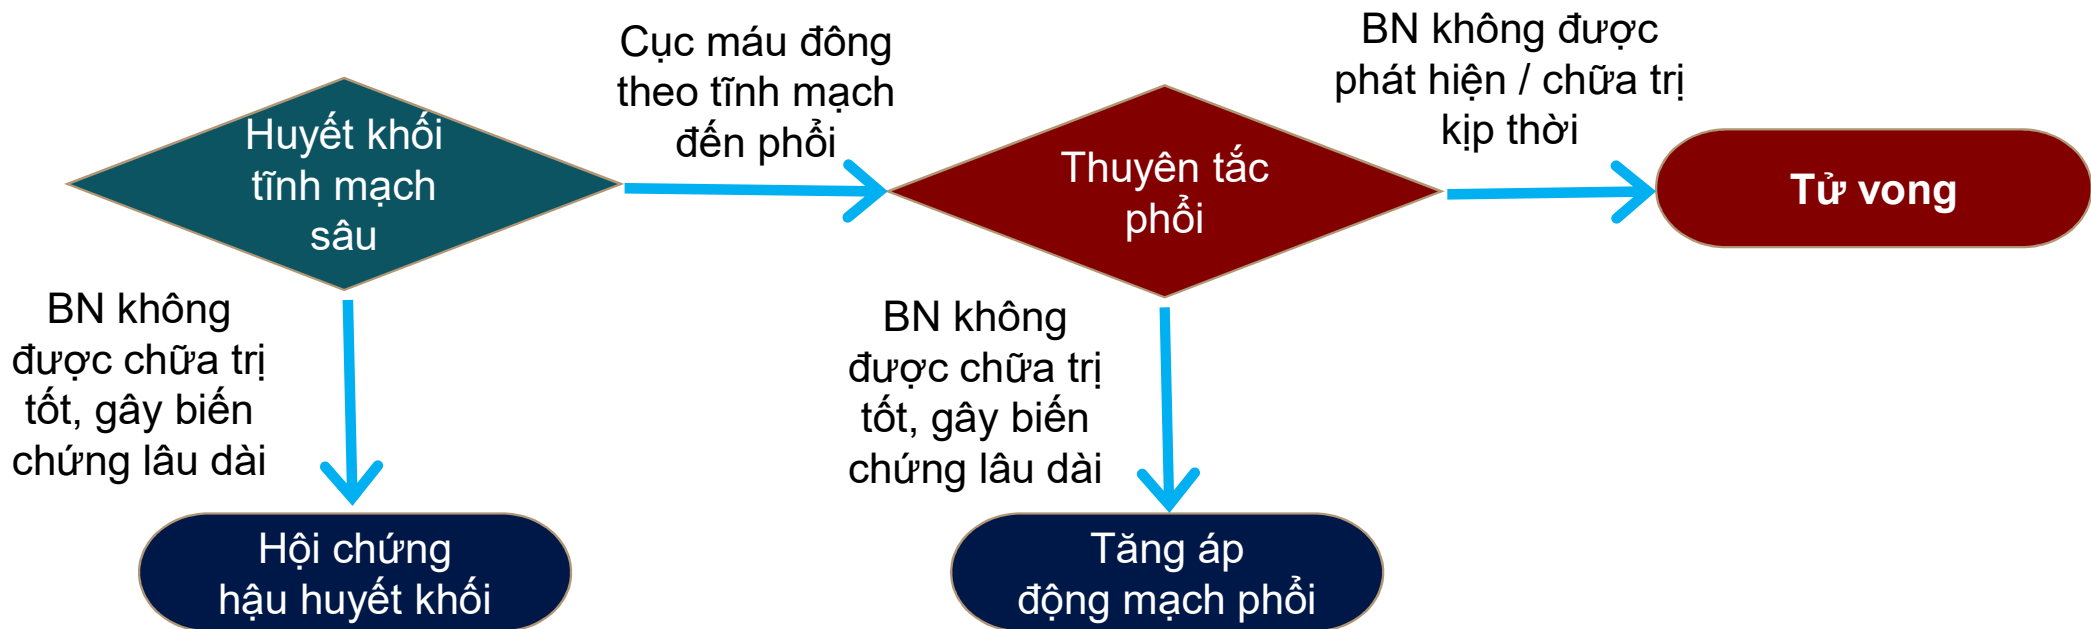 Huyết khối
tĩnh mạch
sâu
Cục máu đông
theo tĩnh mạch
đến phổi
Thuyên tắc
phổi
BN không được
phát hiện / chữa trị
kịp thời
Tử vong
BN không
được chữa trị
tốt, gây biến
chứng lâu dài
Hội chứng
hậu huyết khối
BN không
được chữa trị
tốt, gây biến
chứng lâu dài
Tăng áp
động mạch phổi